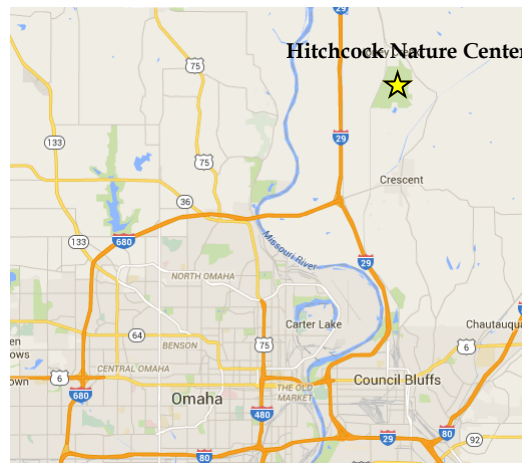 29
75
Hitchcock Nature Center
29
133
75
Crescent
36
133
680
Missouri River
29
NORTH OMAHA
Carter Lake
80
Chautauqua
64
75
6
BENSON
CENTRAL OMAHA
6
680
THE OLD
MARKET
Council Bluffs
Omaha
480
80
29
80
92